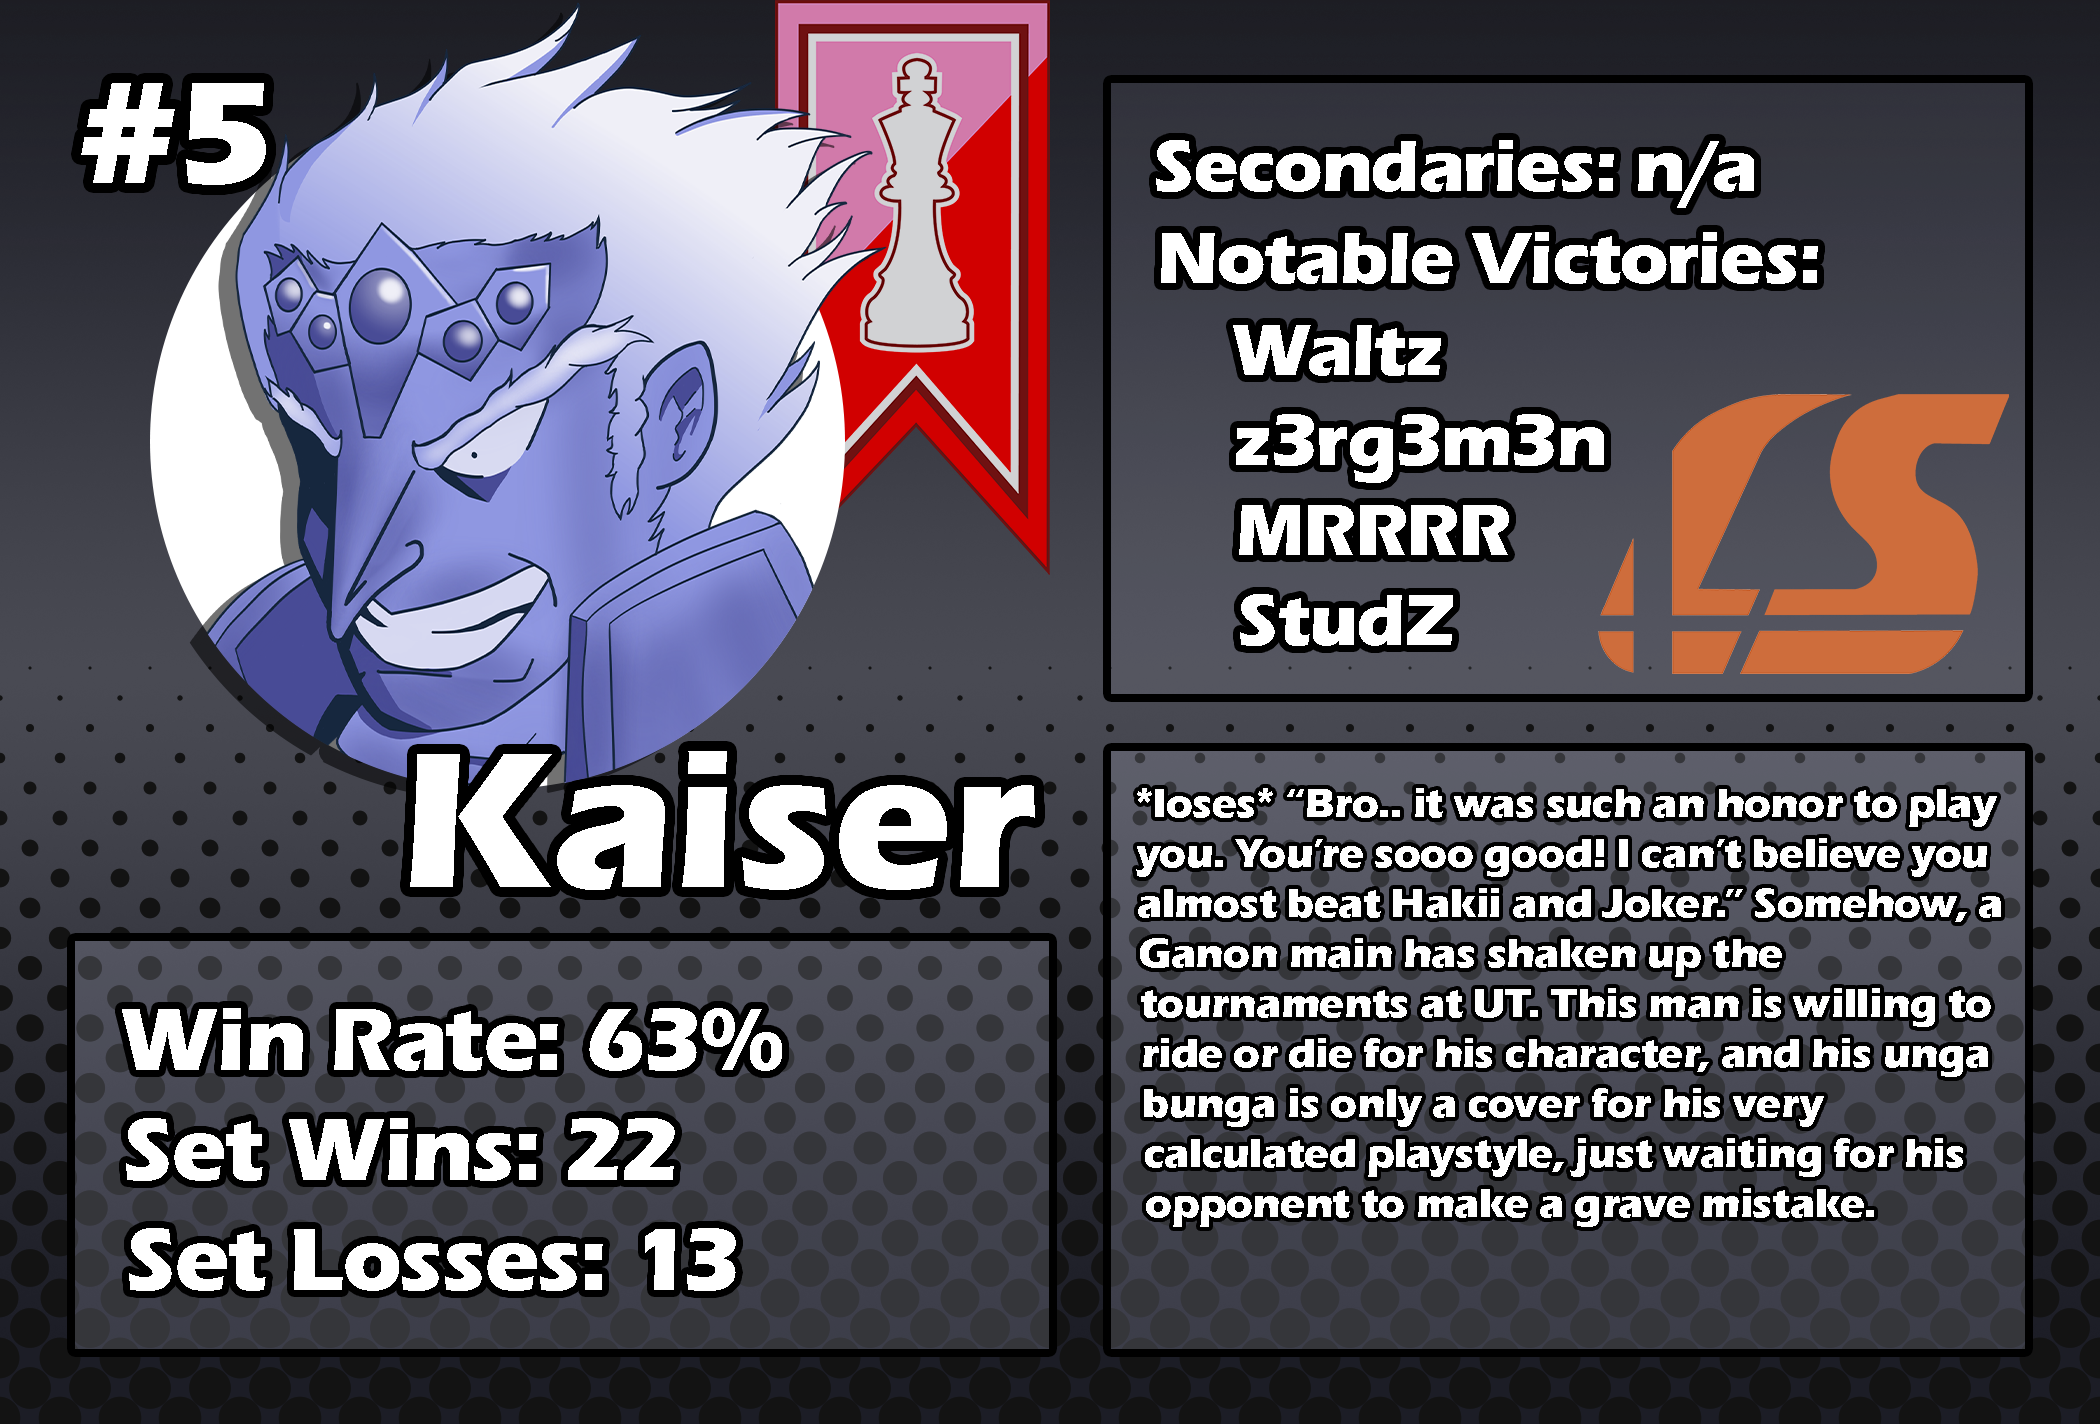 #5
Kaiser
Win Rate: 63%
Set Wins: 22
Set Losses: 13
Secondaries: n/a
Notable Victories:
Waltz
z3rg3m3n
MRRRR
StudZ
LS
*loses* “Bro.. it was such an honor to play
you. You’re sooo good! I can’t believe you
almost beat Hakii and Joker.” Somehow, a
Ganon main has shaken up the
tournaments at UT. This man is willing to
ride or die for his character, and his unga
bunga is only a cover for his very
calculated playstyle, just waiting for his
opponent to make a grave mistake.